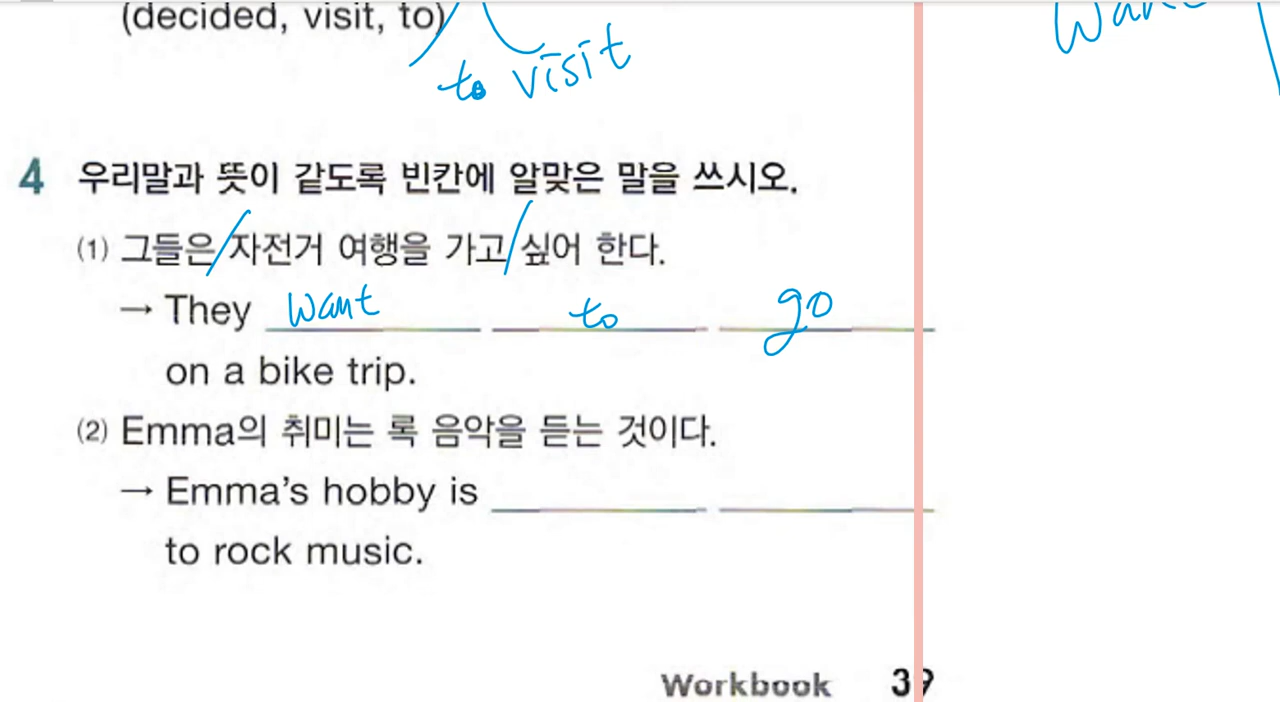 (decided, visit, to)
to visit
want
4 우리말과 뜻이 같도록 빈칸에 알맞은 말을 쓰시오.
(1) 그들은 자전거 여행을 가고 싶어 한다.
→ They want to go
on a bike trip.
(2) Emma의 취미는 록 음악을 듣는 것이다.
→ Emma's hobby is
to rock music.
Workbook 39